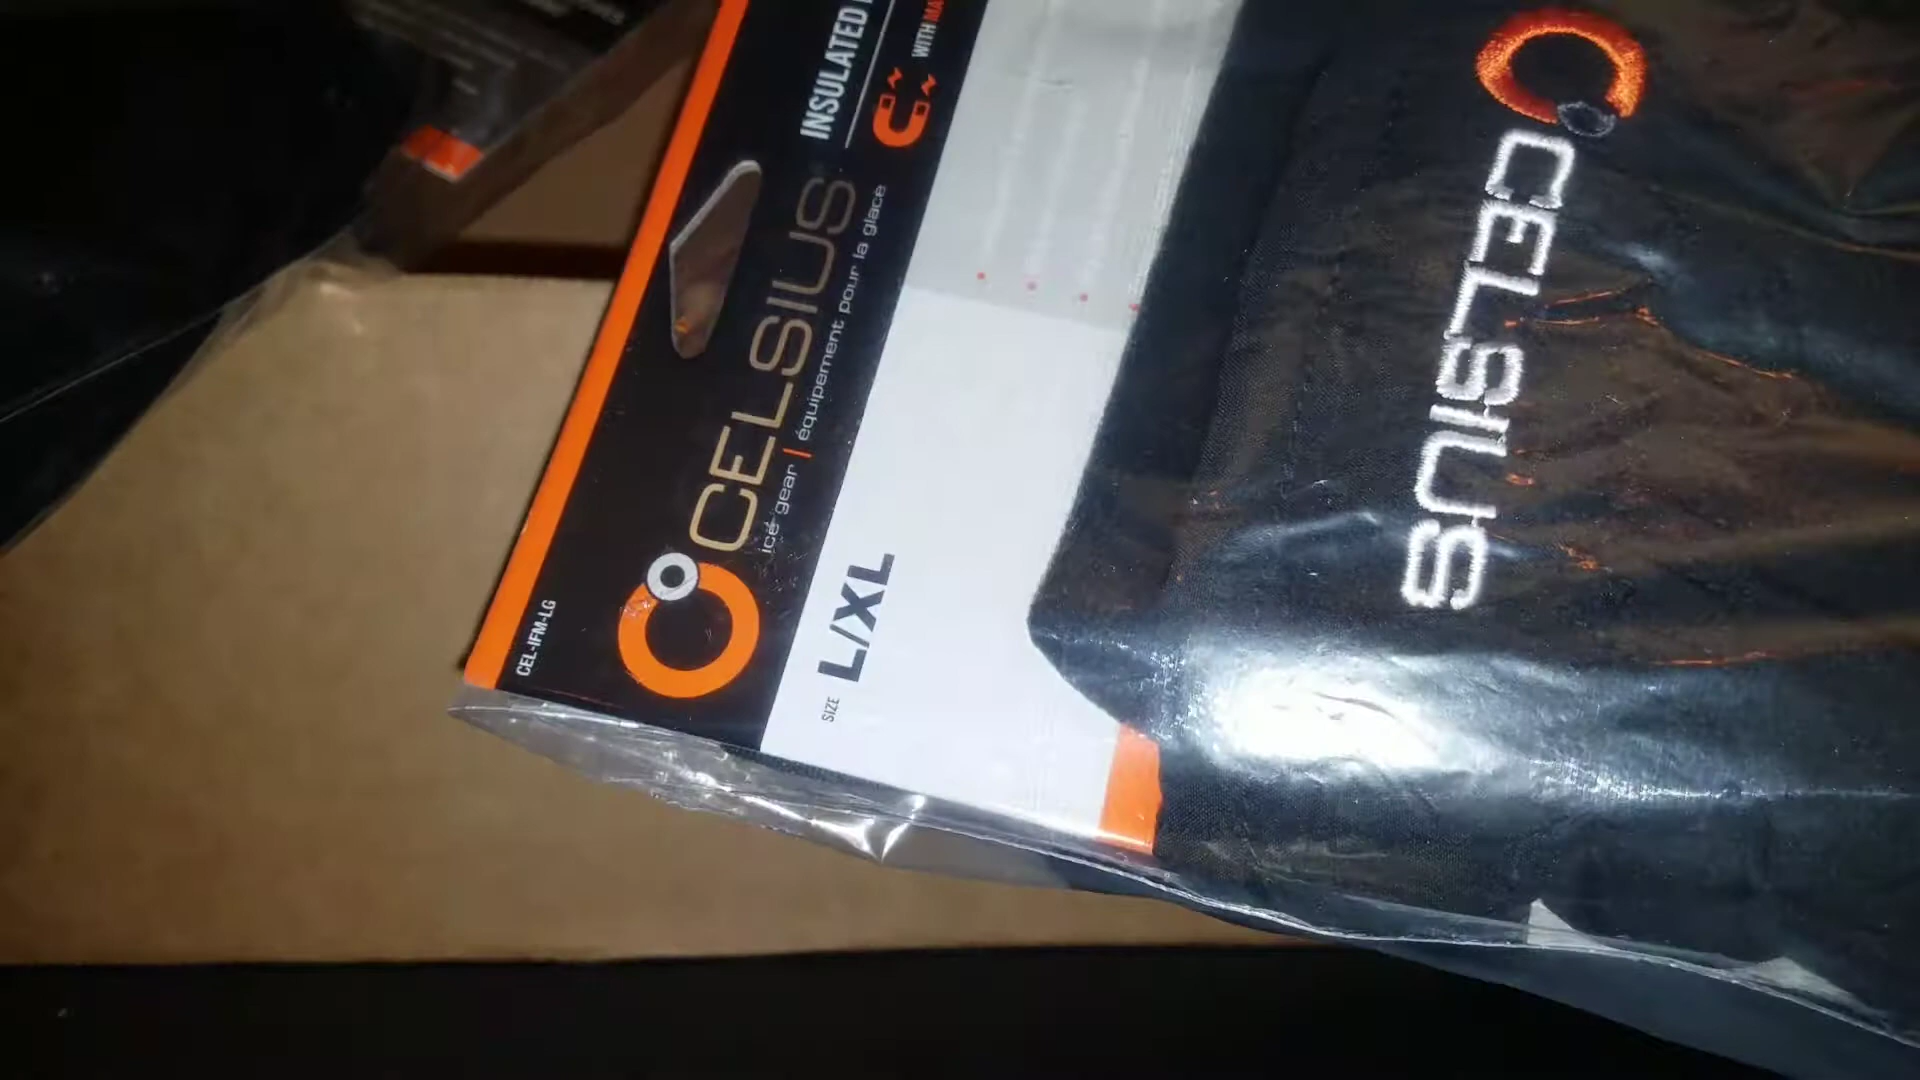 CEL-IFM-LG
CELSIUS
ice gear | équipement pour la glace
INSULATED
WITH
SIZE L/XL
CELSIUS